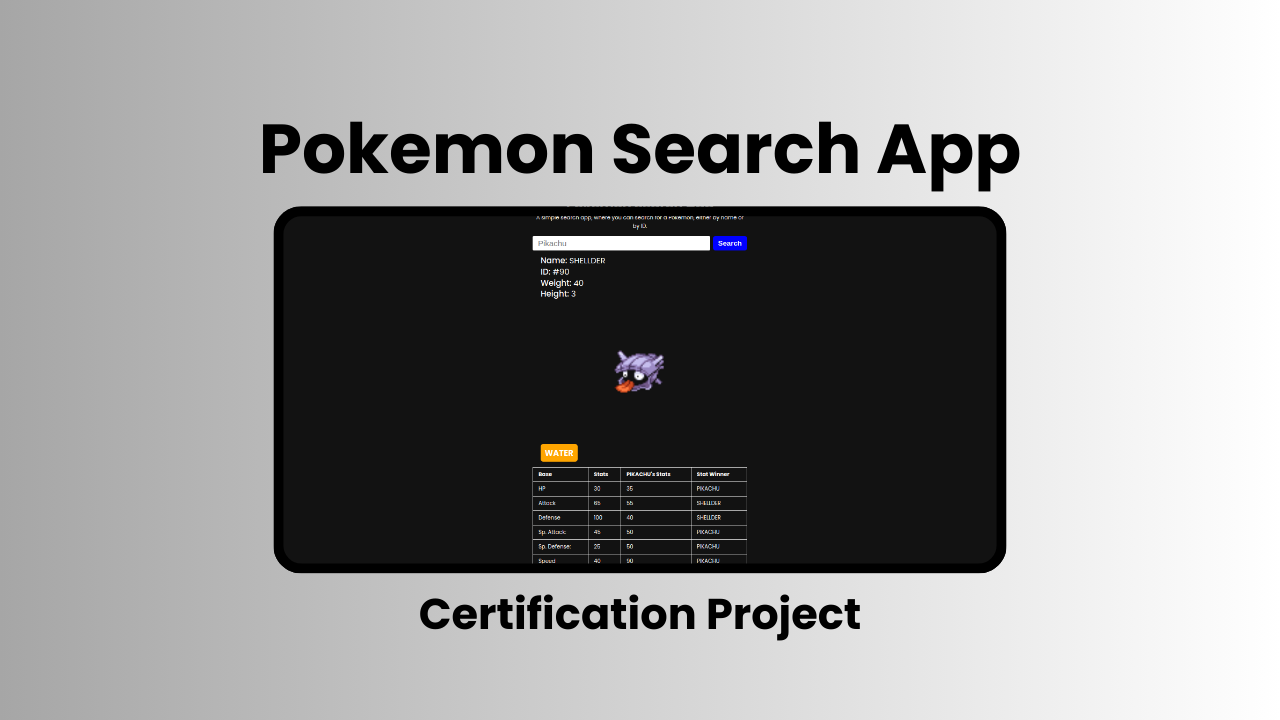 Pokemon Search App
A simple search app, where you can search for a Pokemon, either by name or
by ID.
Pikachu Search
Name: SHELLDER
ID: #90
Weight: 40
Height: 3
WATER
Base Stats PIKACHU's Stats Stat Winner
HP 30 35 PIKACHU
Attack 65 55 SHELLDER
Defense 100 40 SHELLDER
Sp. Attack: 45 50 PIKACHU
Sp. Defense: 25 50 PIKACHU
Speed 40 90 PIKACHU
Certification Project